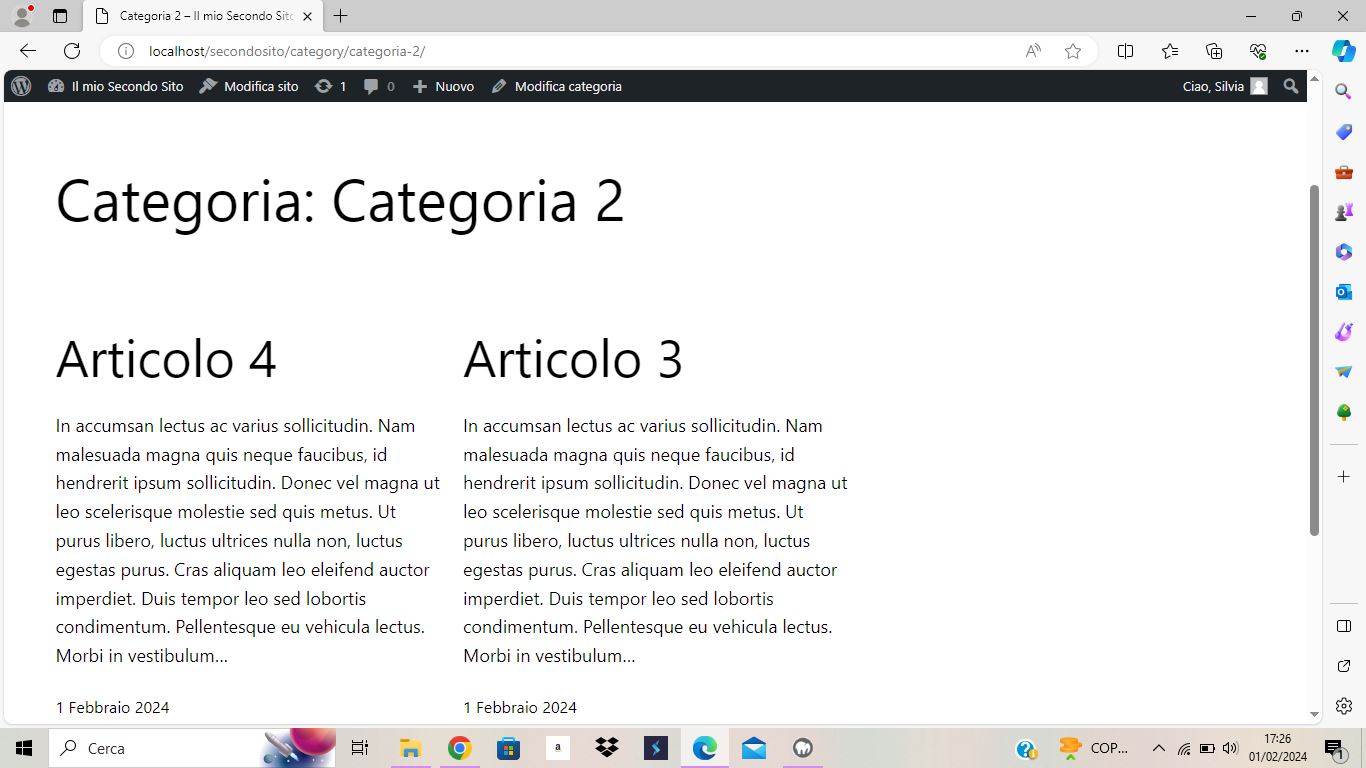 Categoria 2 – Il mio Secondo Sito
localhost/secondosito/category/categoria-2/
Il mio Secondo Sito Modifica sito 1 0 Nuovo Modifica categoria Ciao, Silvia
Categoria: Categoria 2
Articolo 4
In accumsan lectus ac varius sollicitudin. Nam
malesuada magna quis neque faucibus, id
hendrerit ipsum sollicitudin. Donec vel magna ut
leo scelerisque molestie sed quis metus. Ut
purus libero, luctus ultrices nulla non, luctus
egestas purus. Cras aliquam leo eleifend auctor
imperdiet. Duis tempor leo sed lobortis
condimentum. Pellentesque eu vehicula lectus.
Morbi in vestibulum…
1 Febbraio 2024
Articolo 3
In accumsan lectus ac varius sollicitudin. Nam
malesuada magna quis neque faucibus, id
hendrerit ipsum sollicitudin. Donec vel magna ut
leo scelerisque molestie sed quis metus. Ut
purus libero, luctus ultrices nulla non, luctus
egestas purus. Cras aliquam leo eleifend auctor
imperdiet. Duis tempor leo sed lobortis
condimentum. Pellentesque eu vehicula lectus.
Morbi in vestibulum…
1 Febbraio 2024
Cerca
a
COP...
17:26
01/02/2024
1